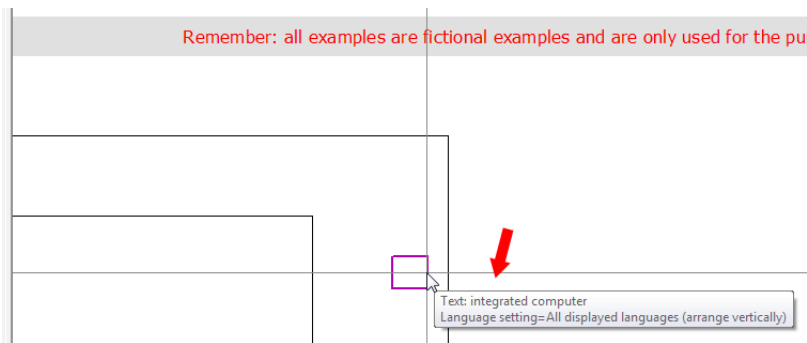 Remember: all examples are fictional examples and are only used for the pu
Text: integrated computer
Language setting=All displayed languages (arrange vertically)